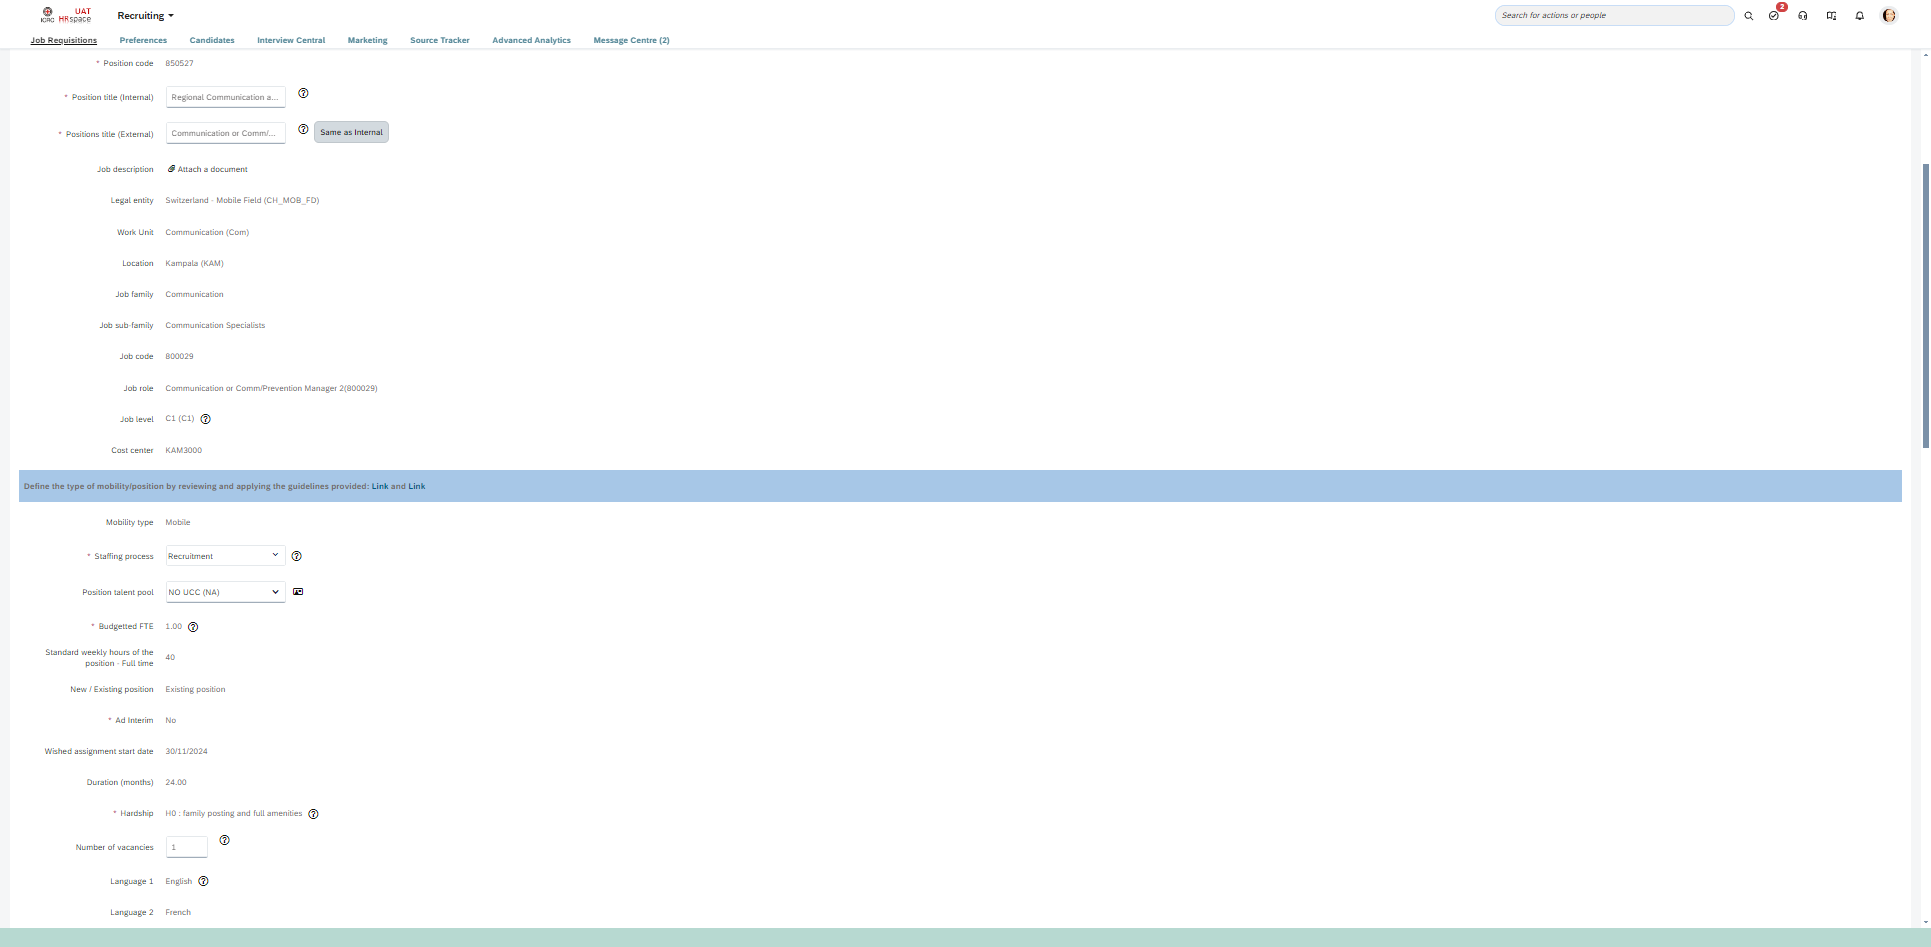 ICRC UAT HRspace Recruiting Search for actions or people 2
Job Requisitions Preferences Candidates Interview Central Marketing Source Tracker Advanced Analytics Message Centre (2)
* Position code 850527
* Position title (Internal) Regional Communication a...
* Positions title (External) Communication or Comm/... Same as Internal
Job description Attach a document
Legal entity Switzerland - Mobile Field (CH_MOB_FD)
Work Unit Communication (Com)
Location Kampala (KAM)
Job family Communication
Job sub-family Communication Specialists
Job code 800029
Job role Communication or Comm/Prevention Manager 2(800029)
Job level C1 (C1)
Cost center KAM3000
Define the type of mobility/position by reviewing and applying the guidelines provided: Link and Link
Mobility type Mobile
* Staffing process Recruitment
Position talent pool NO UCC (NA)
* Budgetted FTE 1.00
Standard weekly hours of the
position - Full time 40
New / Existing position Existing position
* Ad Interim No
Wished assignment start date 30/11/2024
Duration (months) 24.00
* Hardship H0 : family posting and full amenities
Number of vacancies 1
Language 1 English
Language 2 French